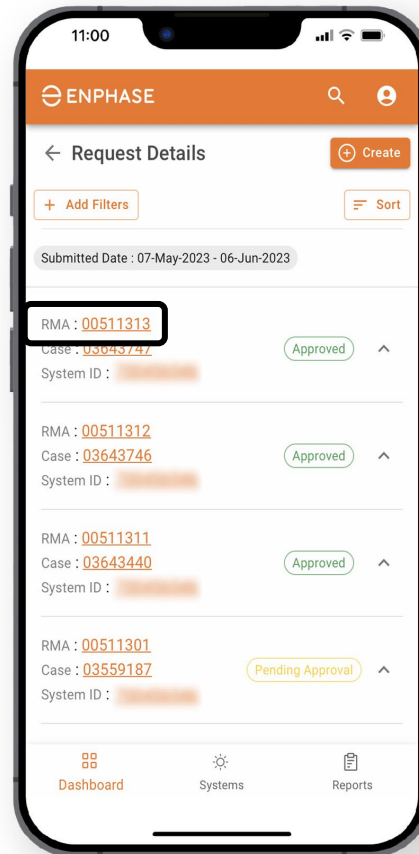 11:00
ENPHASE
Request Details
Create
+ Add Filters
Sort
Submitted Date : 07-May-2023 - 06-Jun-2023
RMA : 00511313
Case : 03643747
Approved
System ID :
RMA : 00511312
Case : 03643746
Approved
System ID :
RMA : 00511311
Case : 03643440
Approved
System ID :
RMA : 00511301
Case : 03559187
Pending Approval
System ID :
Dashboard
Systems
Reports